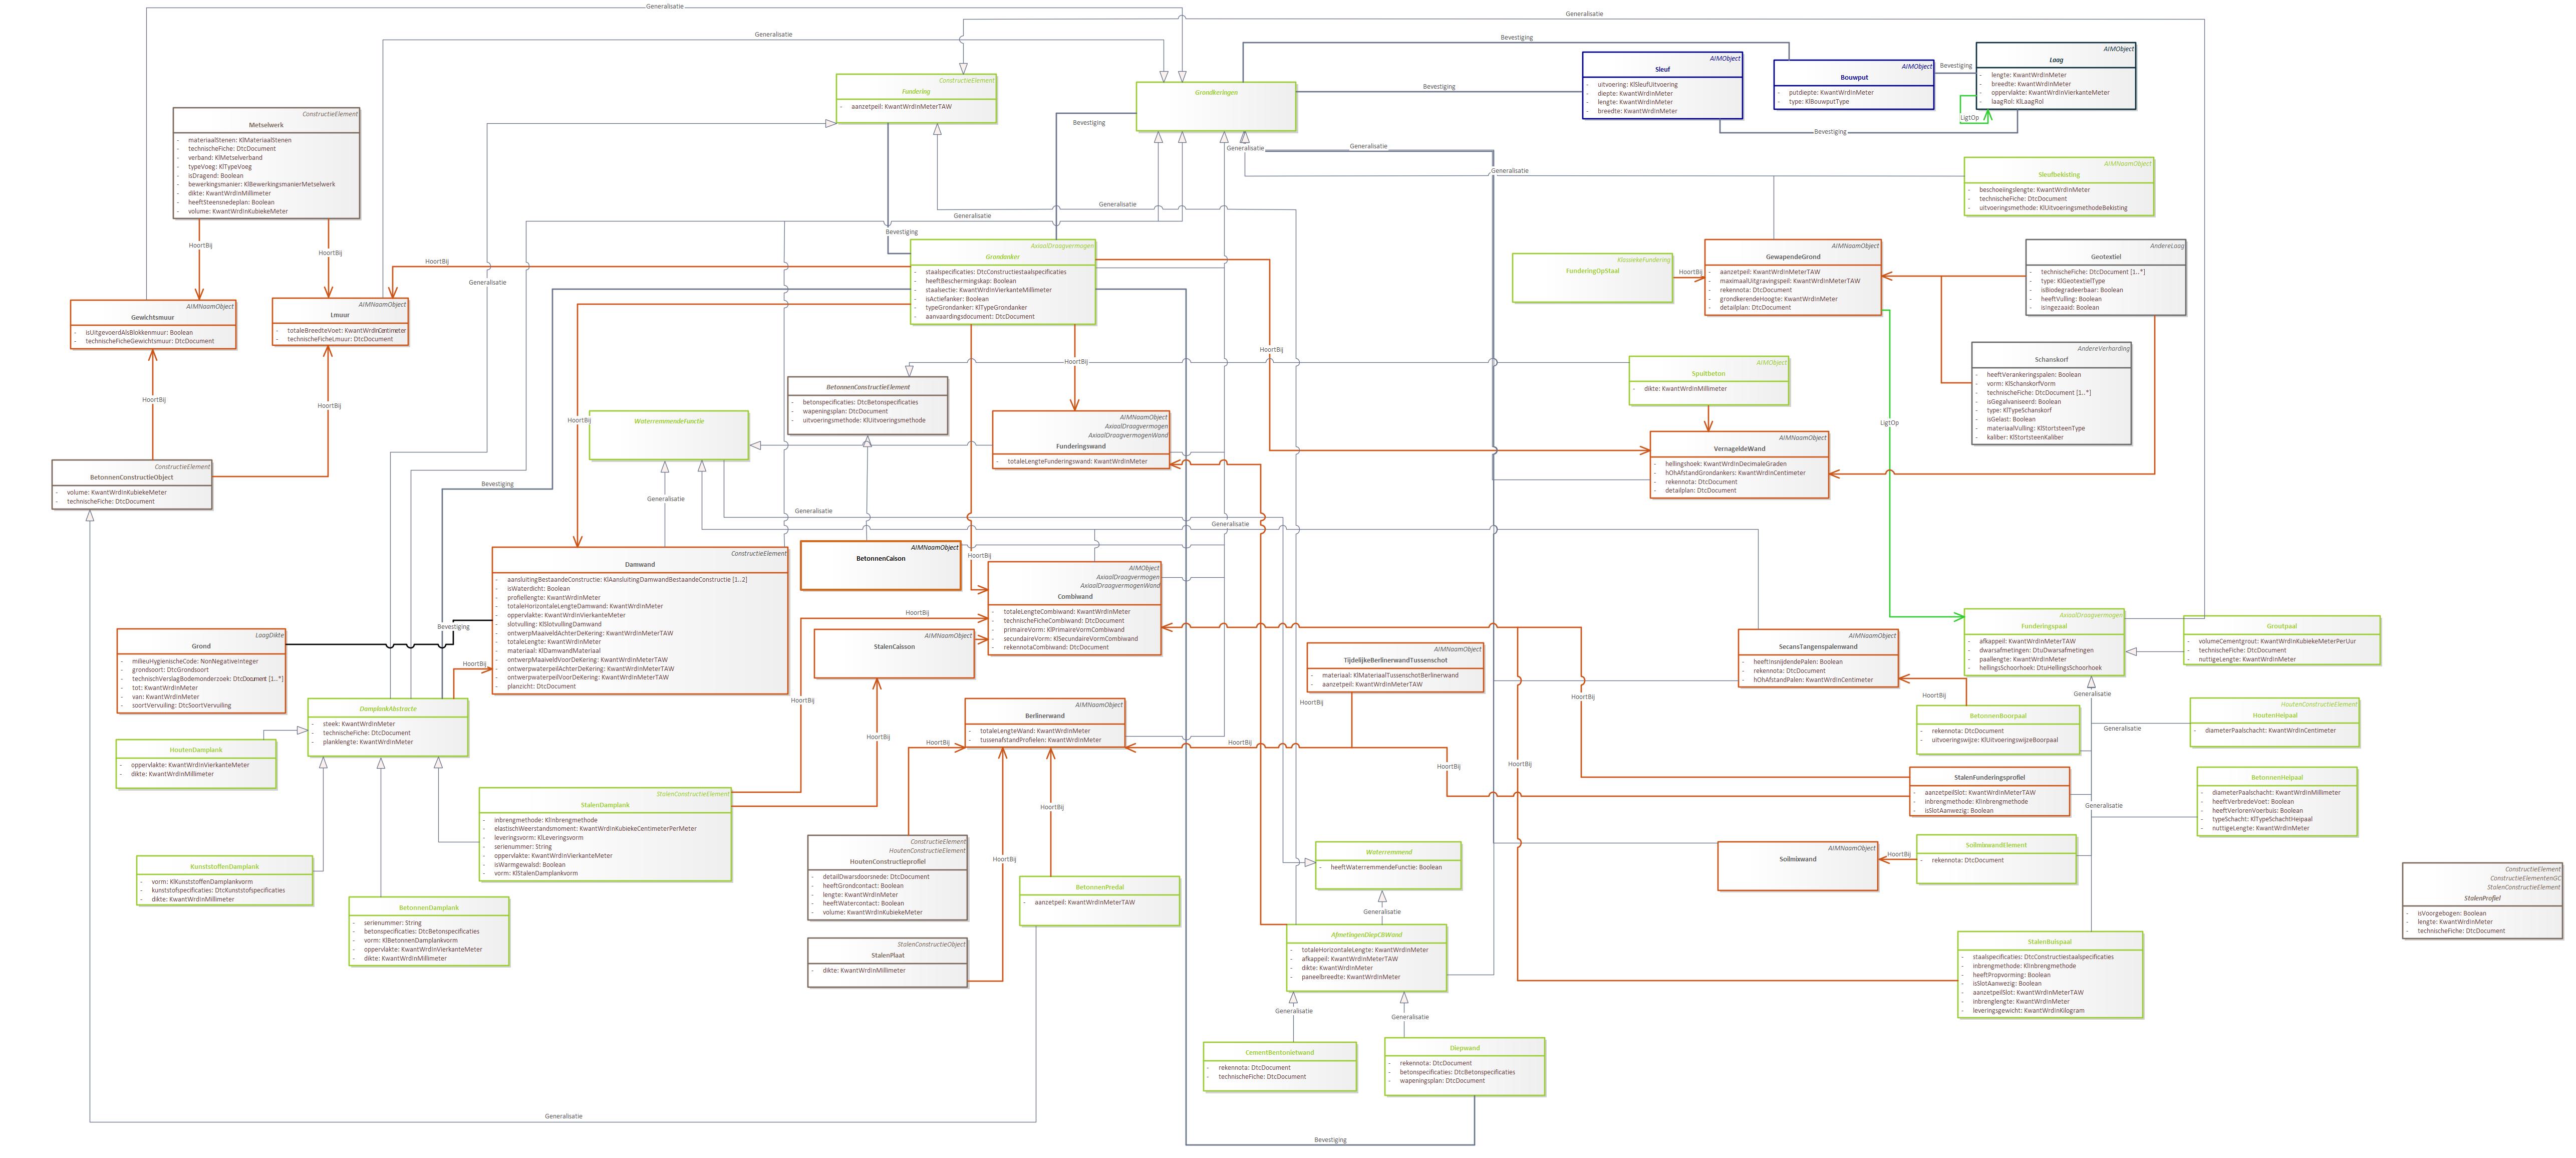 Generalisatie
Generalisatie
Generalisatie
Bevestiging
Bevestiging
Bevestiging
Bevestiging
Bevestiging
LigtOp
ConstructieElement
Fundering
aanzetpeil: KwantWrdInMeterTAW
Grondkeringen
AIMObject
Sleuf
uitvoering: KlSleufUitvoering
diepte: KwantWrdInMeter
lengte: KwantWrdInMeter
breedte: KwantWrdInMeter
AIMObject
Bouwput
putdiepte: KwantWrdInMeter
type: KlBouwputType
AIMObject
Laag
lengte: KwantWrdInMeter
breedte: KwantWrdInMeter
oppervlakte: KwantWrdInVierkanteMeter
laagRol: KlLaagRol
ConstructieElement
Metselwerk
materiaalStenen: KlMateriaalStenen
technischeFiche: DtcDocument
verband: KlMetselverband
typeVoeg: KlTypeVoeg
isDragend: Boolean
bewerkingsmanier: KlBewerkingsmanierMetselwerk
dikte: KwantWrdInMillimeter
heeftSteensnedeplan: Boolean
volume: KwantWrdInKubiekeMeter
Generalisatie
Generalisatie
Generalisatie
Generalisatie
Generalisatie
AIMNaamObject
Sleufbekisting
beschoeiingslengte: KwantWrdInMeter
technischeFiche: DtcDocument
uitvoeringsmethode: KlUitvoeringsmethodeBekisting
HoortBij
HoortBij
HoortBij
Bevestiging
Generalisatie
AxiaalDraagvermogen
Grondanker
staalspecificaties: DtcConstructiestaalspecificaties
heeftBeschermingskap: Boolean
staalsectie: KwantWrdInVierkanteMillimeter
isActiefanker: Boolean
typeGrondanker: KlTypeGrondanker
aanvaardingsdocument: DtcDocument
KlassiekeFundering
FunderingOpStaal
HoortBij
AIMNaamObject
GewapendeGrond
aanzetpeil: KwantWrdInMeterTAW
maximaalUitgravingspeil: KwantWrdInMeterTAW
rekennota: DtcDocument
grondkerendeHoogte: KwantWrdInMeter
detailplan: DtcDocument
AndereLaag
Geotextiel
technischeFiche: DtcDocument [1..*]
type: KlGeotextielType
isBiodegradeerbaar: Boolean
heeftVulling: Boolean
isIngezaaid: Boolean
AIMNaamObject
Gewichtsmuur
isUitgevoerdAlsBlokkenmuur: Boolean
technischeFicheGewichtsmuur: DtcDocument
AIMNaamObject
Lmuur
totaleBreedteVoet: KwantWrdInCentimeter
technischeFicheLmuur: DtcDocument
HoortBij
HoortBij
HoortBij
HoortBij
HoortBij
LigtOp
AndereVerharding
Schanskorf
heeftVerankeringspalen: Boolean
vorm: KlSchanskorfVorm
technischeFiche: DtcDocument [1..*]
isGegalvaniseerd: Boolean
type: KlTypeSchanskorf
isGelast: Boolean
materiaalVulling: KlStortsteenType
kaliber: KlStortsteenKaliber
BetonnenConstructieElement
betonspecificaties: DtcBetonspecificaties
wapeningsplan: DtcDocument
uitvoeringsmethode: KlUitvoeringsmethode
AIMObject
Spuitbeton
dikte: KwantWrdInMillimeter
WaterremmendeFunctie
AIMNaamObject
AxiaalDraagvermogen
AxiaalDraagvermogenWand
Funderingswand
totaleLengteFunderingswand: KwantWrdInMeter
AIMNaamObject
VernageldeWand
hellingshoek: KwantWrdInDecimaleGraden
hOhAfstandGrondankers: KwantWrdInCentimeter
rekennota: DtcDocument
detailplan: DtcDocument
ConstructieElement
BetonnenConstructieObject
volume: KwantWrdInKubiekeMeter
technischeFiche: DtcDocument
Bevestiging
Generalisatie
Generalisatie
Generalisatie
ConstructieElement
Damwand
aansluitingBestaandeConstructie: KlAansluitingDamwandBestaandeConstructie [1..2]
isWaterdicht: Boolean
profiellengte: KwantWrdInMeter
totaleHorizontaleLengteDamwand: KwantWrdInMeter
oppervlakte: KwantWrdInVierkanteMeter
slotvulling: KlSlotvullingDamwand
ontwerpMaaiveldAchterDeKering: KwantWrdInMeterTAW
totaleLengte: KwantWrdInMeter
materiaal: KlDamwandMateriaal
ontwerpMaaiveldVoorDeKering: KwantWrdInMeterTAW
ontwerpwaterpeilAchterDeKering: KwantWrdInMeterTAW
ontwerpwaterpeilVoorDeKering: KwantWrdInMeterTAW
planzicht: DtcDocument
AIMNaamObject
BetonnenCaison
HoortBij
AIMObject
AxiaalDraagvermogen
AxiaalDraagvermogenWand
Combiwand
totaleLengteCombiwand: KwantWrdInMeter
technischeFicheCombiwand: DtcDocument
primaireVorm: KlPrimaireVormCombiwand
secundaireVorm: KlSecundaireVormCombiwand
rekennotaCombiwand: DtcDocument
HoortBij
AIMNaamObject
StalenCaisson
LaagDikte
Grond
milieuHygienischeCode: NonNegativeInteger
grondsoort: DtcGrondsoort
technischVerslagBodemonderzoek: DtcDocument [1..*]
tot: KwantWrdInMeter
van: KwantWrdInMeter
soortVervuiling: DtcSoortVervuiling
Bevestiging
HoortBij
AIMNaamObject
TijdelijkeBerlinerwandTussenschot
materiaal: KlMateriaalTussenschotBerlinerwand
aanzetpeil: KwantWrdInMeterTAW
AIMNaamObject
SecansTangenspalenwand
heeftInsnijdendePalen: Boolean
rekennota: DtcDocument
hOhAfstandPalen: KwantWrdInCentimeter
AxiaalDraagvermogen
Funderingspaal
afkappeil: KwantWrdInMeterTAW
dwarsafmetingen: DtuDwarsafmetingen
paallengte: KwantWrdInMeter
hellingSchoorhoek: DtuHellingSchoorhoek
Groutpaal
volumeCementgrout: KwantWrdInKubiekeMeterPerUur
technischeFiche: DtcDocument
nuttigeLengte: KwantWrdInMeter
DamplankAbstracte
steek: KwantWrdInMeter
technischeFiche: DtcDocument
planklengte: KwantWrdInMeter
HoutenDamplank
oppervlakte: KwantWrdInVierkanteMeter
dikte: KwantWrdInMillimeter
HoortBij
HoortBij
HoortBij
AIMNaamObject
Berlinerwand
totaleLengteWand: KwantWrdInMeter
tussenafstandProfielen: KwantWrdInMeter
HoortBij
HoortBij
HoortBij
HoortBij
HoortBij
HoortBij
Generalisatie
Generalisatie
BetonnenBoorpaal
rekennota: DtcDocument
uitvoeringswijze: KlUitvoeringswijzeBoorpaal
HoutenConstructieElement
HoutenHeipaal
diameterPaalschacht: KwantWrdInCentimeter
StalenFunderingsprofiel
aanzetpeilSlot: KwantWrdInMeterTAW
inbrengmethode: KlInbrengmethode
isSlotAanwezig: Boolean
Generalisatie
BetonnenHeipaal
diameterPaalschacht: KwantWrdInMillimeter
heeftVerbredeVoet: Boolean
heeftVerlorenVoerbuis: Boolean
typeSchacht: KlTypeSchachtHeipaal
nuttigeLengte: KwantWrdInMeter
StalenConstructieElement
StalenDamplank
inbrengmethode: KlInbrengmethode
elastischWeerstandsmoment: KwantWrdInKubiekeCentimeterPerMeter
leveringsvorm: KlLeveringsvorm
serienummer: String
oppervlakte: KwantWrdInVierkanteMeter
isWarmgewalsd: Boolean
vorm: KlStalenDamplankvorm
HoortBij
HoortBij
KunststoffenDamplank
vorm: KlKunststoffenDamplankvorm
kunststofspecificaties: DtcKunststofspecificaties
dikte: KwantWrdInMillimeter
ConstructieElement
HoutenConstructieElement
HoutenConstructieprofiel
detailDwarsdoorsnede: DtcDocument
heeftGrondcontact: Boolean
lengte: KwantWrdInMeter
heeftWatercontact: Boolean
volume: KwantWrdInKubiekeMeter
BetonnenPredal
aanzetpeil: KwantWrdInMeterTAW
Waterremmend
heeftWaterremmendeFunctie: Boolean
AIMNaamObject
Soilmixwand
HoortBij
SoilmixwandElement
rekennota: DtcDocument
ConstructieElement
ConstructieElementenGC
StalenConstructieElement
StalenProfiel
isVoorgebogen: Boolean
lengte: KwantWrdInMeter
technischeFiche: DtcDocument
BetonnenDamplank
serienummer: String
betonspecificaties: DtcBetonspecificaties
vorm: KlBetonnenDamplankvorm
oppervlakte: KwantWrdInVierkanteMeter
dikte: KwantWrdInMillimeter
StalenConstructieObject
StalenPlaat
dikte: KwantWrdInMillimeter
Generalisatie
AfmetingenDiepCBWand
totaleHorizontaleLengte: KwantWrdInMeter
afkappeil: KwantWrdInMeterTAW
dikte: KwantWrdInMeter
paneelbreedte: KwantWrdInMeter
StalenBuispaal
staalspecificaties: DtcConstructiestaalspecificaties
inbrengmethode: KlInbrengmethode
heeftPropvorming: Boolean
isSlotAanwezig: Boolean
aanzetpeilSlot: KwantWrdInMeterTAW
inbrenglengte: KwantWrdInMeter
leveringsgewicht: KwantWrdInKilogram
Generalisatie
Generalisatie
CementBentonietwand
rekennota: DtcDocument
technischeFiche: DtcDocument
Diepwand
rekennota: DtcDocument
betonspecificaties: DtcBetonspecificaties
wapeningsplan: DtcDocument
Generalisatie
Bevestiging